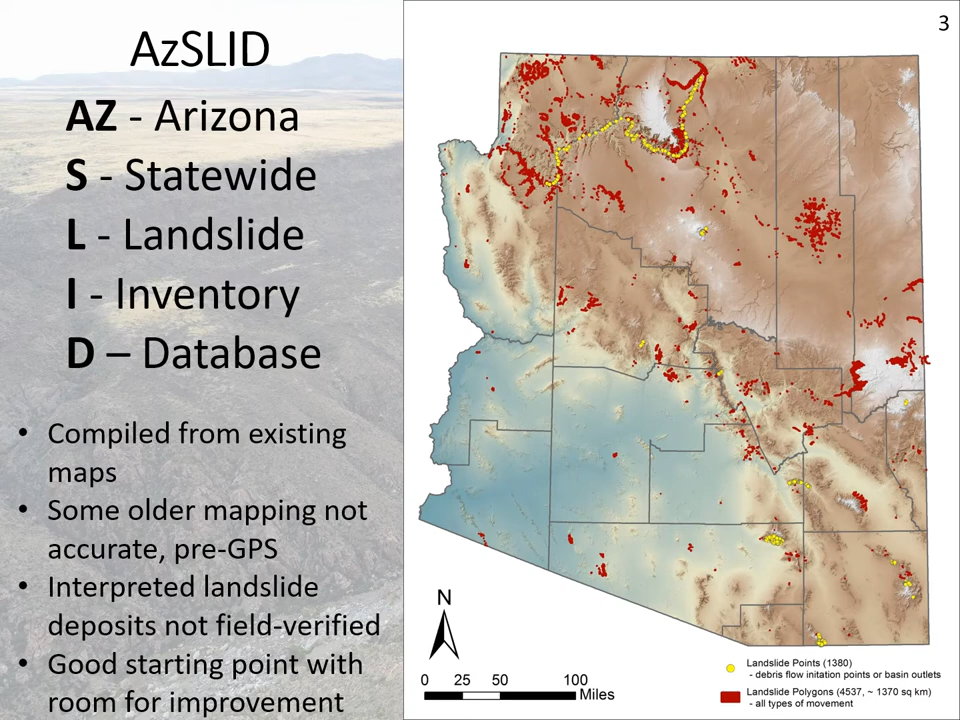 AzSLID
AZ - Arizona
S - Statewide
L - Landslide
I - Inventory
D – Database
• Compiled from existing
maps
• Some older mapping not
accurate, pre-GPS
• Interpreted landslide
deposits not field-verified
• Good starting point with
room for improvement
3
N
0 25 50 100
Miles
Landslide Points (1380)
- debris flow initation points or basin outlets
Landslide Polygons (4537, ~ 1370 sq km)
- all types of movement